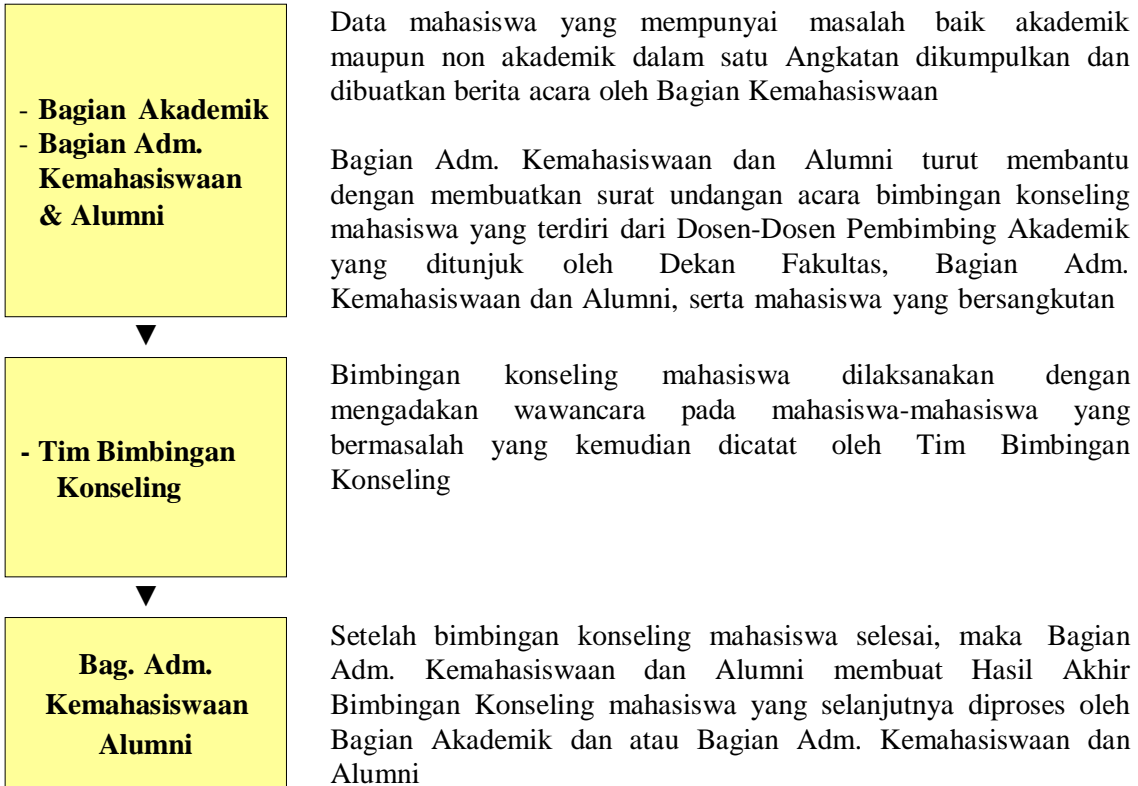 - Bagian Akademik
- Bagian Adm.
Kemahasiswaan
& Alumni
Data mahasiswa yang mempunyai masalah baik akademik
maupun non akademik dalam satu Angkatan dikumpulkan dan
dibuatkan berita acara oleh Bagian Kemahasiswaan
Bagian Adm. Kemahasiswaan dan Alumni turut membantu
dengan membuatkan surat undangan acara bimbingan konseling
mahasiswa yang terdiri dari Dosen-Dosen Pembimbing Akademik
yang ditunjuk oleh Dekan Fakultas, Bagian Adm.
Kemahasiswaan dan Alumni, serta mahasiswa yang bersangkutan
- Tim Bimbingan
Konseling
Bimbingan konseling mahasiswa dilaksanakan dengan
mengadakan wawancara pada mahasiswa-mahasiswa yang
bermasalah yang kemudian dicatat oleh Tim Bimbingan
Konseling
Bag. Adm.
Kemahasiswaan
Alumni
Setelah bimbingan konseling mahasiswa selesai, maka Bagian
Adm. Kemahasiswaan dan Alumni membuat Hasil Akhir
Bimbingan Konseling mahasiswa yang selanjutnya diproses oleh
Bagian Akademik dan atau Bagian Adm. Kemahasiswaan dan
Alumni